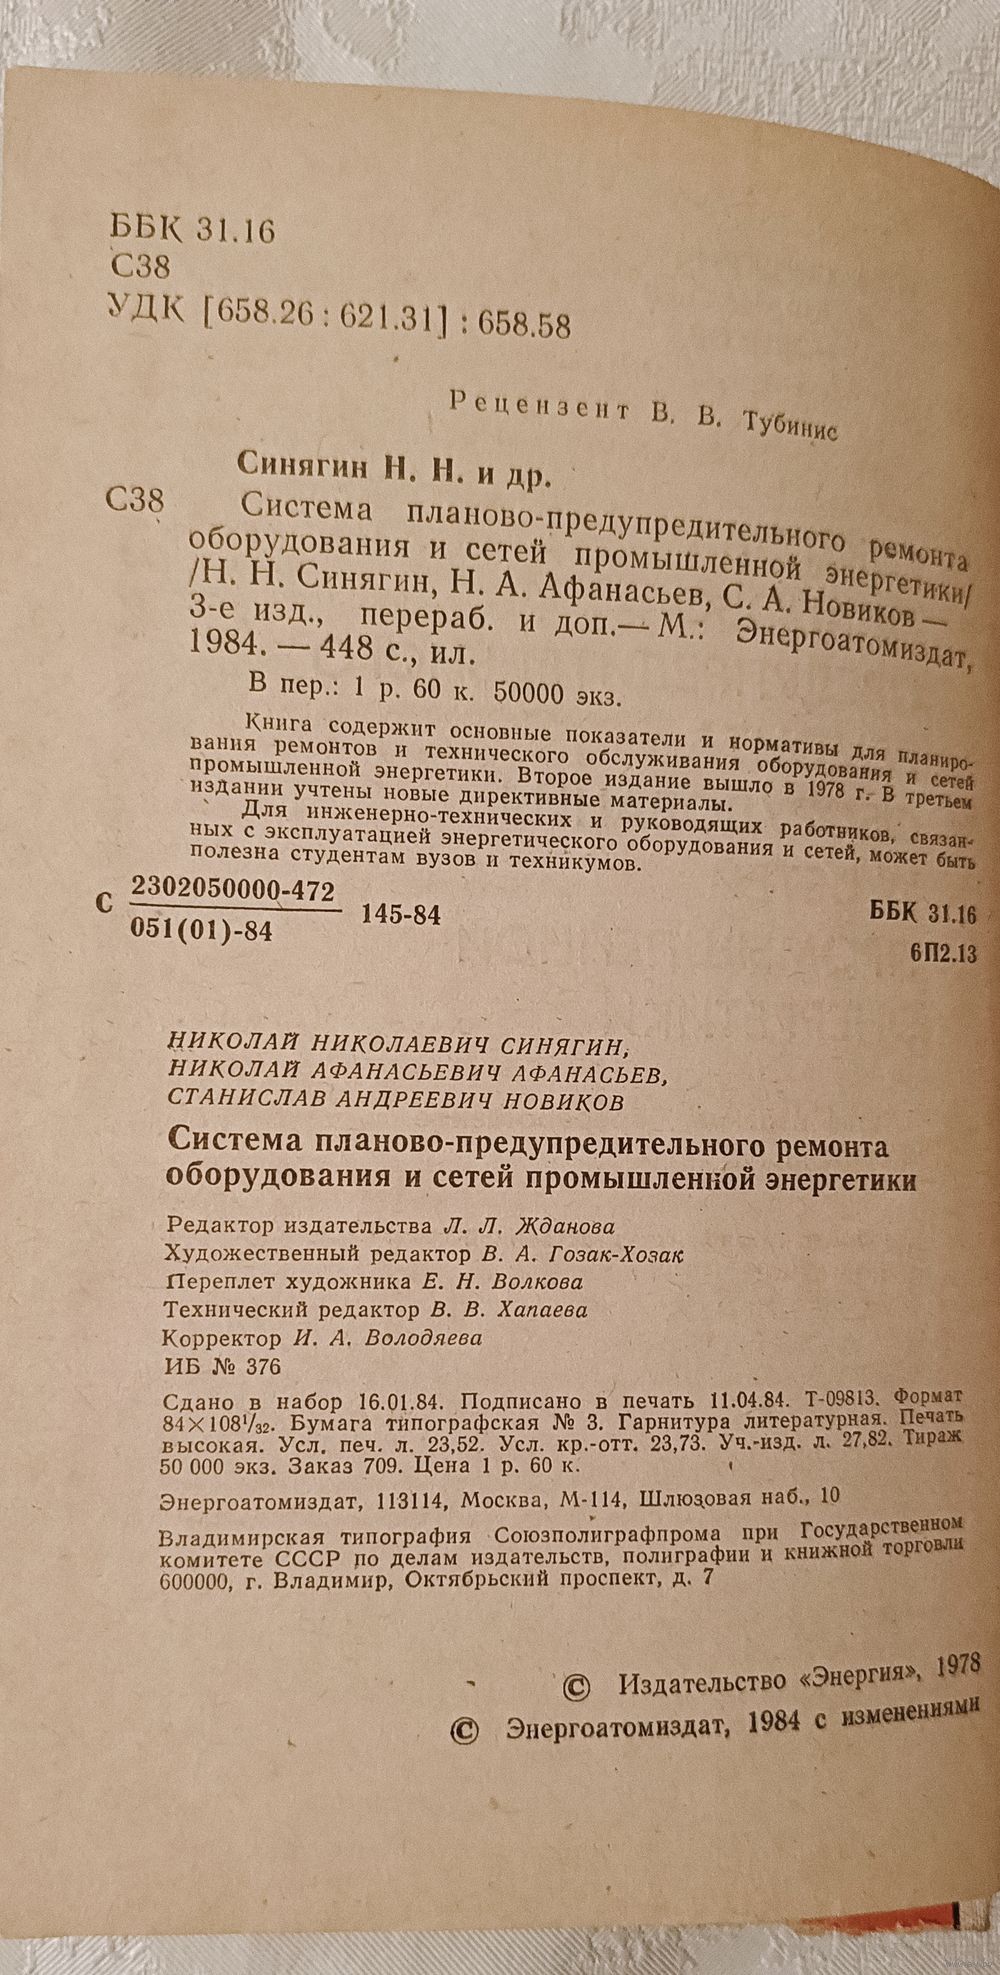 ББК 31.16
С38
УДК [658.26 : 621.31] : 658.58
Рецензент В. В. Тубинис
Синягин Н. Н. и др.
С38 Система планово-предупредительного ремонта
оборудования и сетей промышленной энергетики/
/Н. Н. Синягин, Н. А. Афанасьев, С. А. Новиков —
3-е изд., перераб. и доп.— М.: Энергоатомиздат,
1984. — 448 с., ил.
В пер.: 1 р. 60 к. 50000 экз.
Книга содержит основные показатели и нормативы для планиро-
вания ремонтов и технического обслуживания оборудования и сетей
промышленной энергетики. Второе издание вышло в 1978 г. В третьем
издании учтены новые директивные материалы.
Для инженерно-технических и руководящих работников, связан-
ных с эксплуатацией энергетического оборудования и сетей, может быть
полезна студентам вузов и техникумов.
С 2302050000-472 145-84 ББК 31.16
051(01)-84 6П2.13
НИКОЛАЙ НИКОЛАЕВИЧ СИНЯГИН,
НИКОЛАЙ АФАНАСЬЕВИЧ АФАНАСЬЕВ,
СТАНИСЛАВ АНДРЕЕВИЧ НОВИКОВ
Система планово-предупредительного ремонта
оборудования и сетей промышленной энергетики
Редактор издательства Л. Л. Жданова
Художественный редактор В. А. Гозак-Хозак
Переплет художника Е. Н. Волкова
Технический редактор В. В. Хапаева
Корректор И. А. Володяева
ИБ № 376
Сдано в набор 16.01.84. Подписано в печать 11.04.84. Т-09813. Формат
84×108¹/₃₂. Бумага типографская № 3. Гарнитура литературная. Печать
высокая. Усл. печ. л. 23,52. Усл. кр.-отт. 23,73. Уч.-изд. л. 27,82. Тираж
50 000 экз. Заказ 709. Цена 1 р. 60 к.
Энергоатомиздат, 113114, Москва, М-114, Шлюзовая наб., 10
Владимирская типография Союзполиграфпрома при Государственном
комитете СССР по делам издательств, полиграфии и книжной торговли
600000, г. Владимир, Октябрьский проспект, д. 7
© Издательство «Энергия», 1978
© Энергоатомиздат, 1984 с изменениями